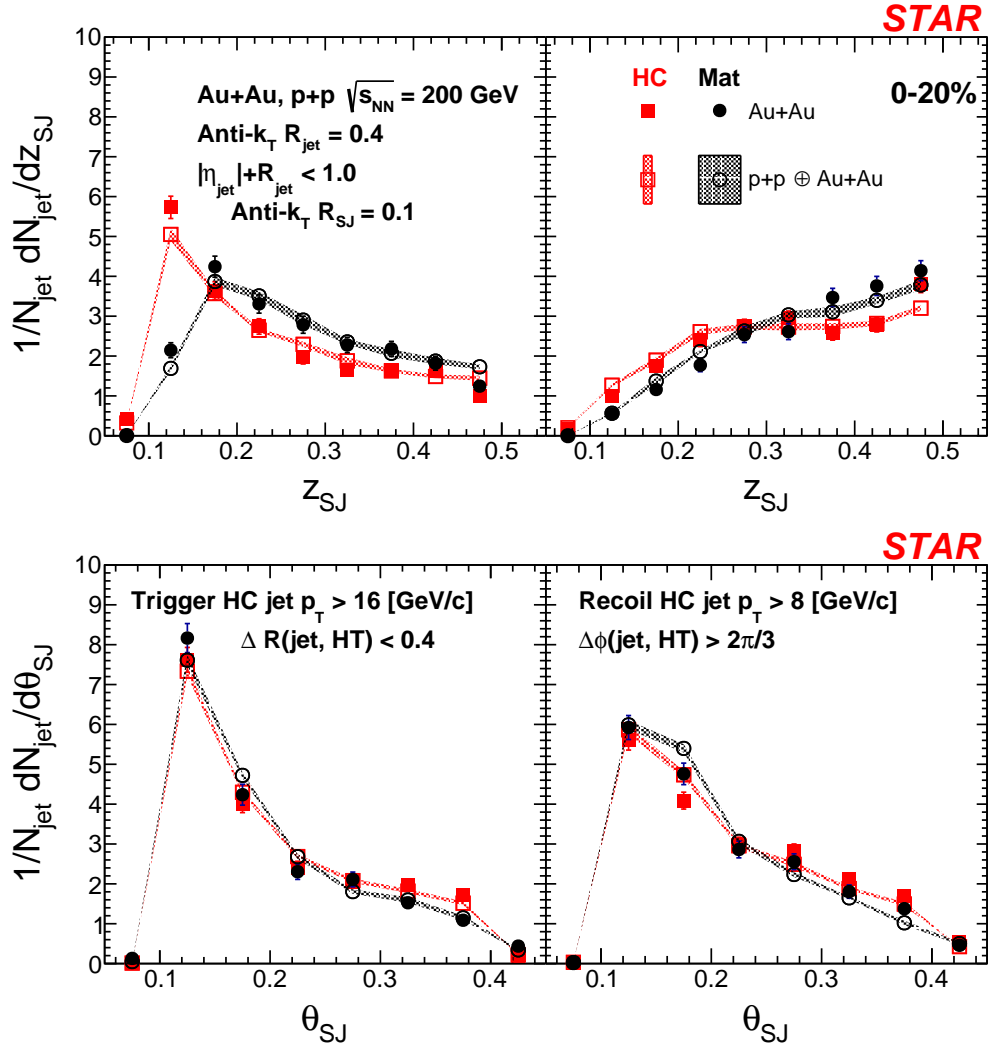 STAR
10
9
8
7
6
5
4
3
2
1
0
1/N_jet dN_jet/dz_SJ
Au+Au, p+p √s_NN = 200 GeV
Anti-k_T R_jet = 0.4
|η_jet|+R_jet < 1.0
Anti-k_T R_SJ = 0.1
HC Mat
0-20%
Au+Au
p+p ⊕ Au+Au
0.1 0.2 0.3 0.4 0.5
0.1 0.2 0.3 0.4 0.5
z_SJ
z_SJ
STAR
10
9
8
7
6
5
4
3
2
1
0
1/N_jet dN_jet/dθ_SJ
Trigger HC jet p_T > 16 [GeV/c]
Δ R(jet, HT) < 0.4
Recoil HC jet p_T > 8 [GeV/c]
Δϕ(jet, HT) > 2π/3
0.1 0.2 0.3 0.4
0.1 0.2 0.3 0.4
θ_SJ
θ_SJ